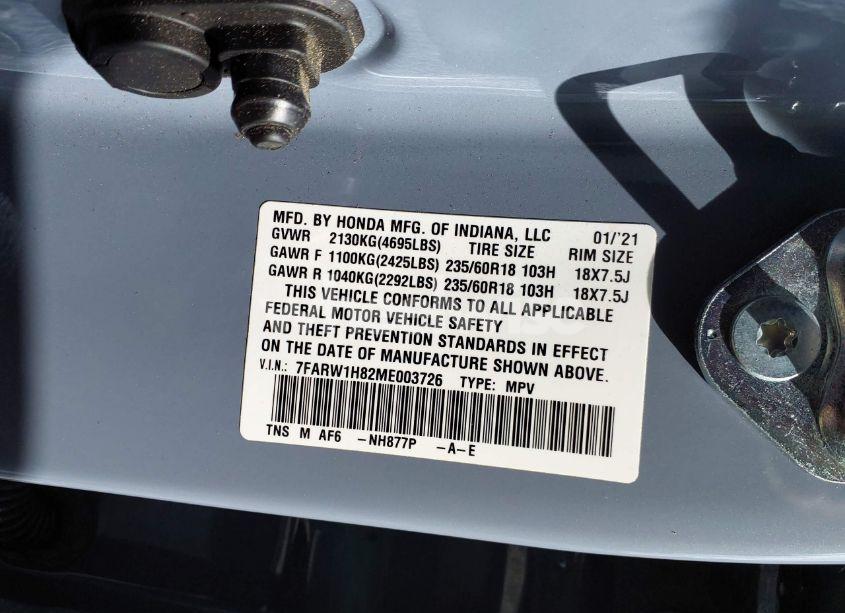 MFD. BY HONDA MFG. OF INDIANA, LLC 01/'21
GVWR 2130KG(4695LBS) TIRE SIZE RIM SIZE
GAWR F 1100KG(2425LBS) 235/60R18 103H 18X7.5J
GAWR R 1040KG(2292LBS) 235/60R18 103H 18X7.5J
THIS VEHICLE CONFORMS TO ALL APPLICABLE
FEDERAL MOTOR VEHICLE SAFETY
AND THEFT PREVENTION STANDARDS IN EFFECT
ON THE DATE OF MANUFACTURE SHOWN ABOVE.
V.I.N.: 7FARW1H82ME003726 TYPE: MPV
TNS M AF6 -NH877P -A-E